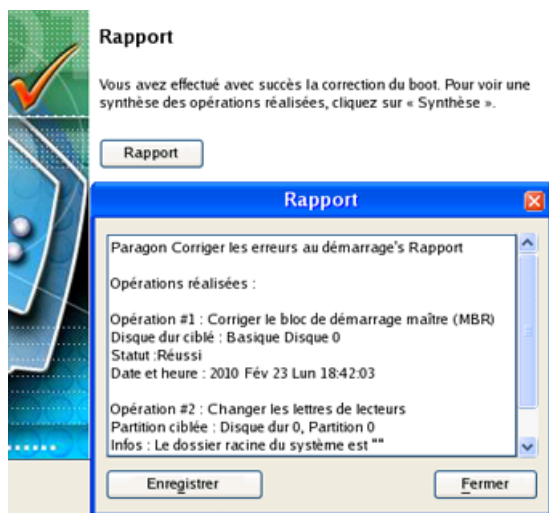 Rapport
Vous avez effectué avec succès la correction du boot. Pour voir une
synthèse des opérations réalisées, cliquez sur « Synthèse ».
Rapport
Rapport
Paragon Corriger les erreurs au démarrage's Rapport
Opérations réalisées :
Opération #1 : Corriger le bloc de démarrage maître (MBR)
Disque dur ciblé : Basique Disque 0
Statut :Réussi
Date et heure : 2010 Fév 23 Lun 18:42:03
Opération #2 : Changer les lettres de lecteurs
Partition ciblée : Disque dur 0, Partition 0
Infos : Le dossier racine du système est ""
Enregistrer
Fermer